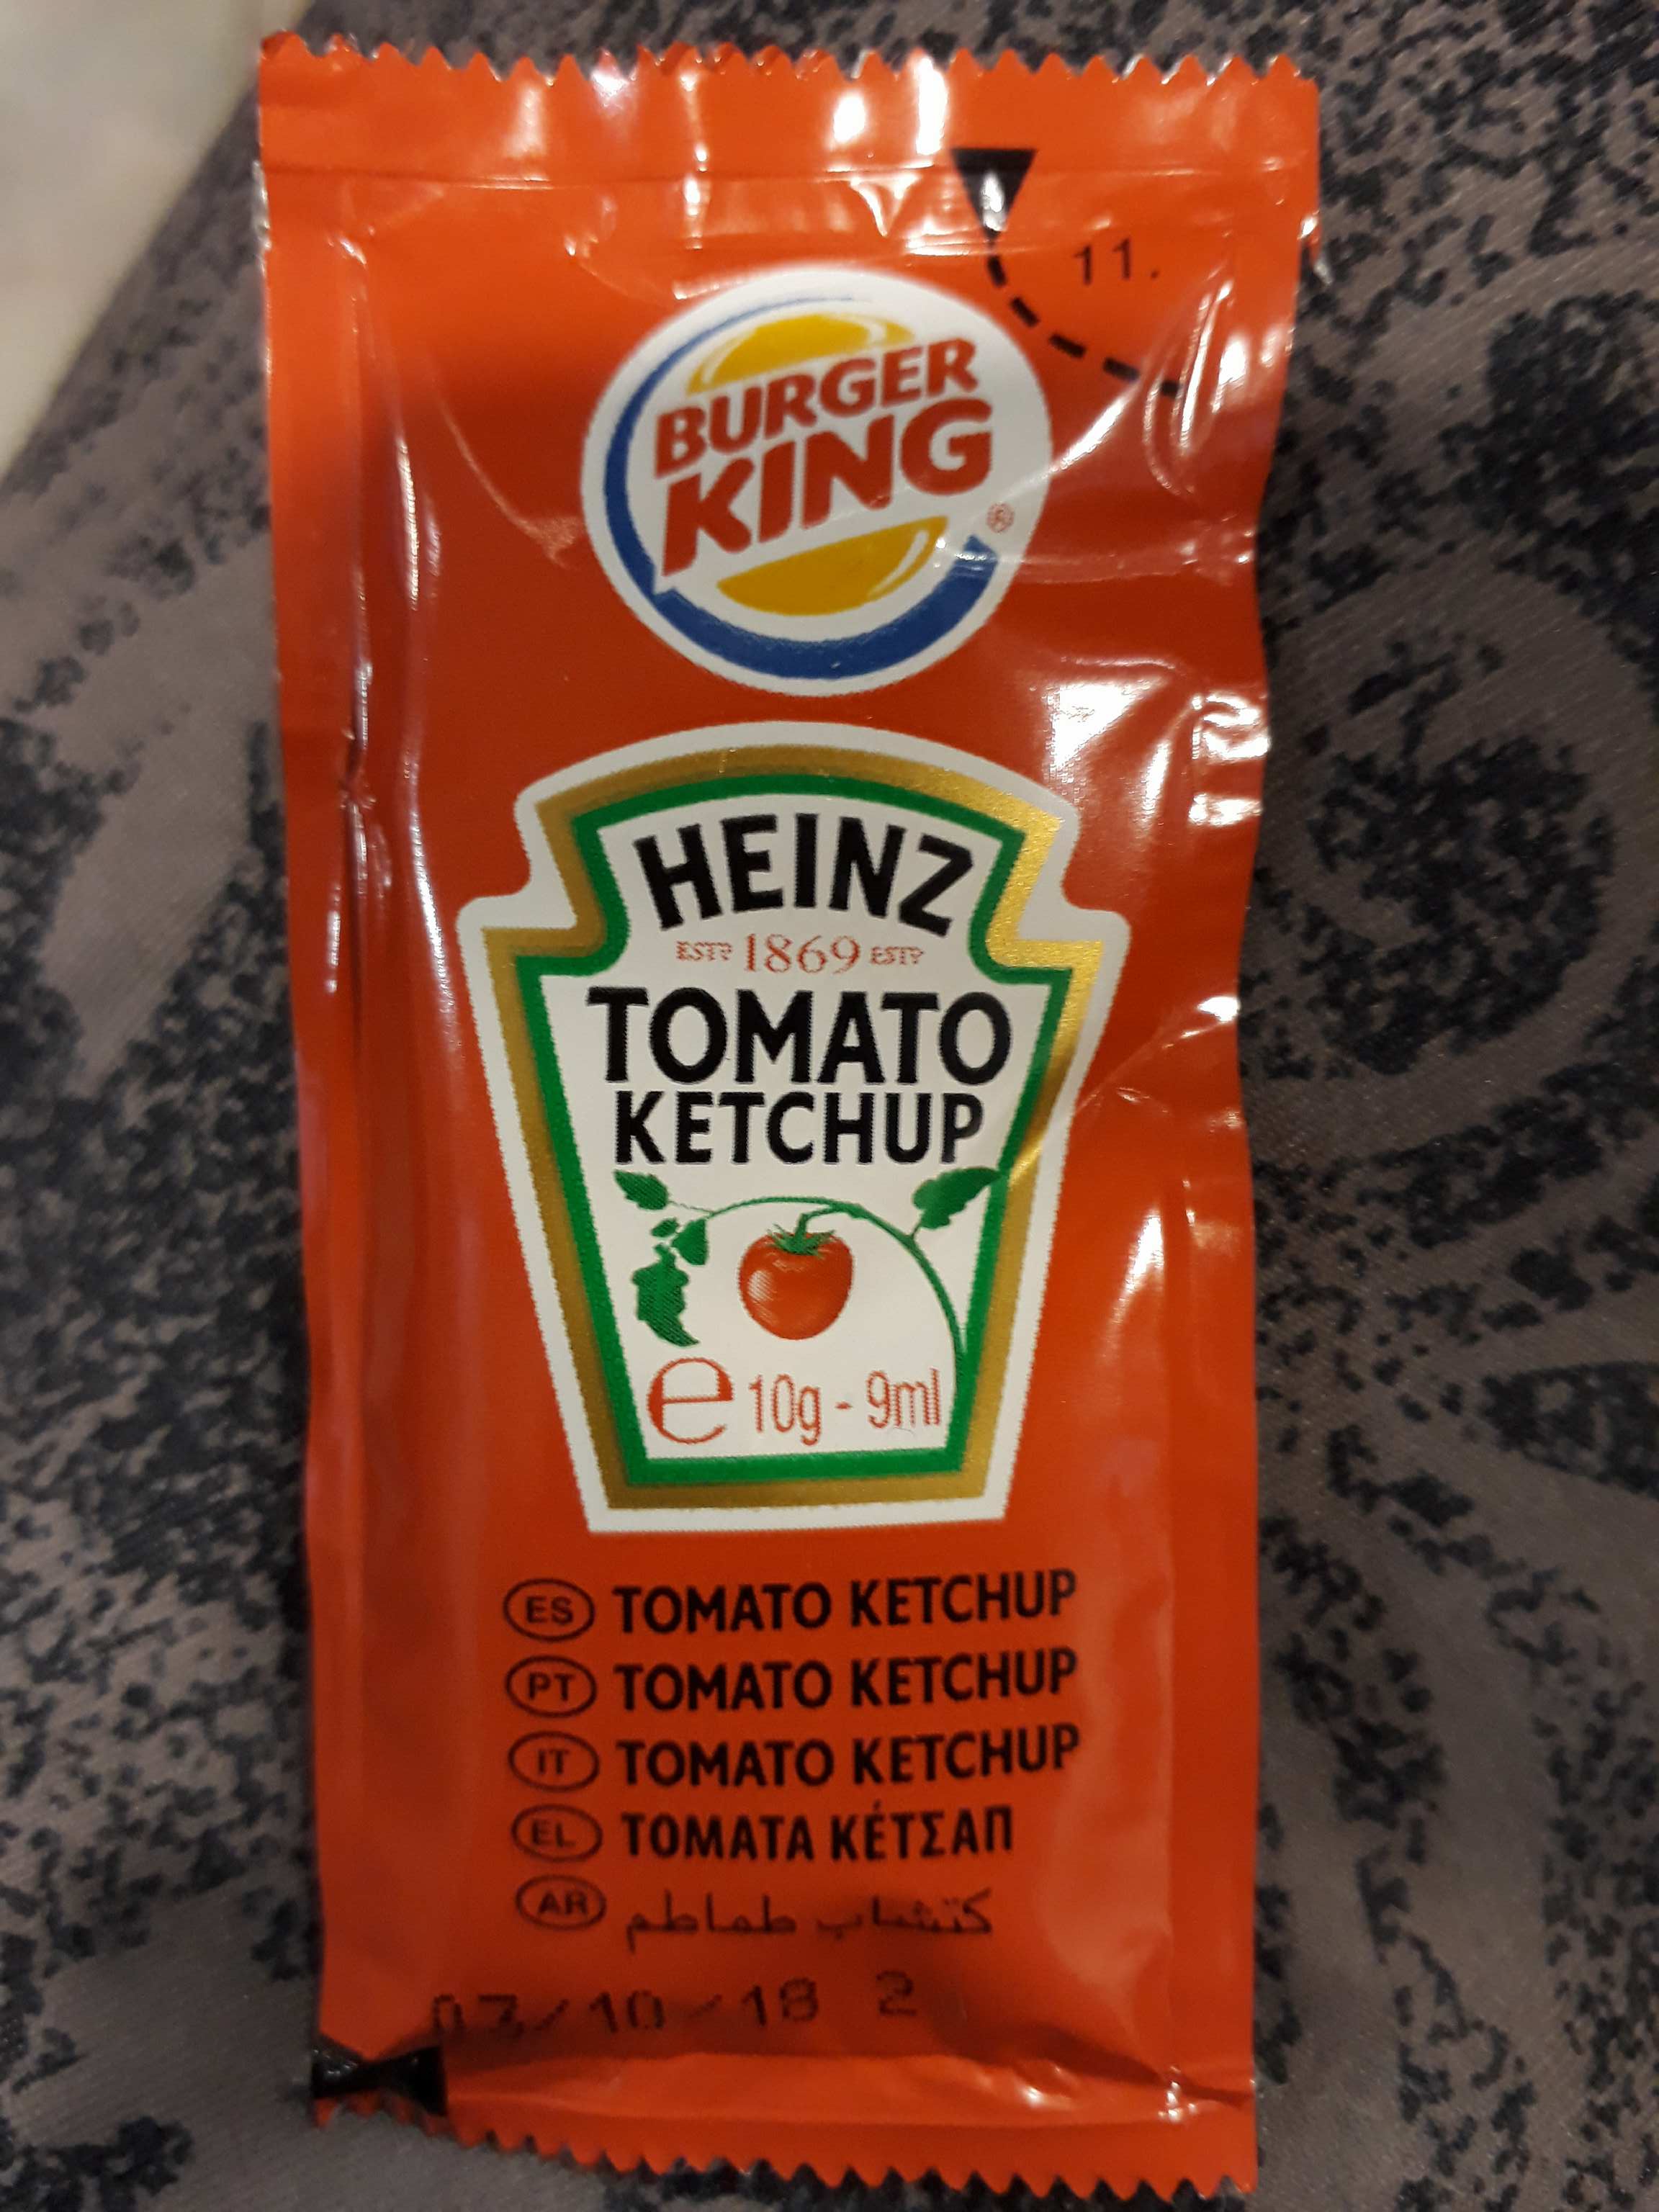 11.
BURGER
KING
®
HEINZ
ESTD 1869 ESTD
TOMATO
KETCHUP
e 10g - 9ml
ES TOMATO KETCHUP
PT TOMATO KETCHUP
IT TOMATO KETCHUP
EL ΤΟΜΑΤΑ ΚΈΤΣΑΠ
AR كتشاب طماطم
03/10/18 2